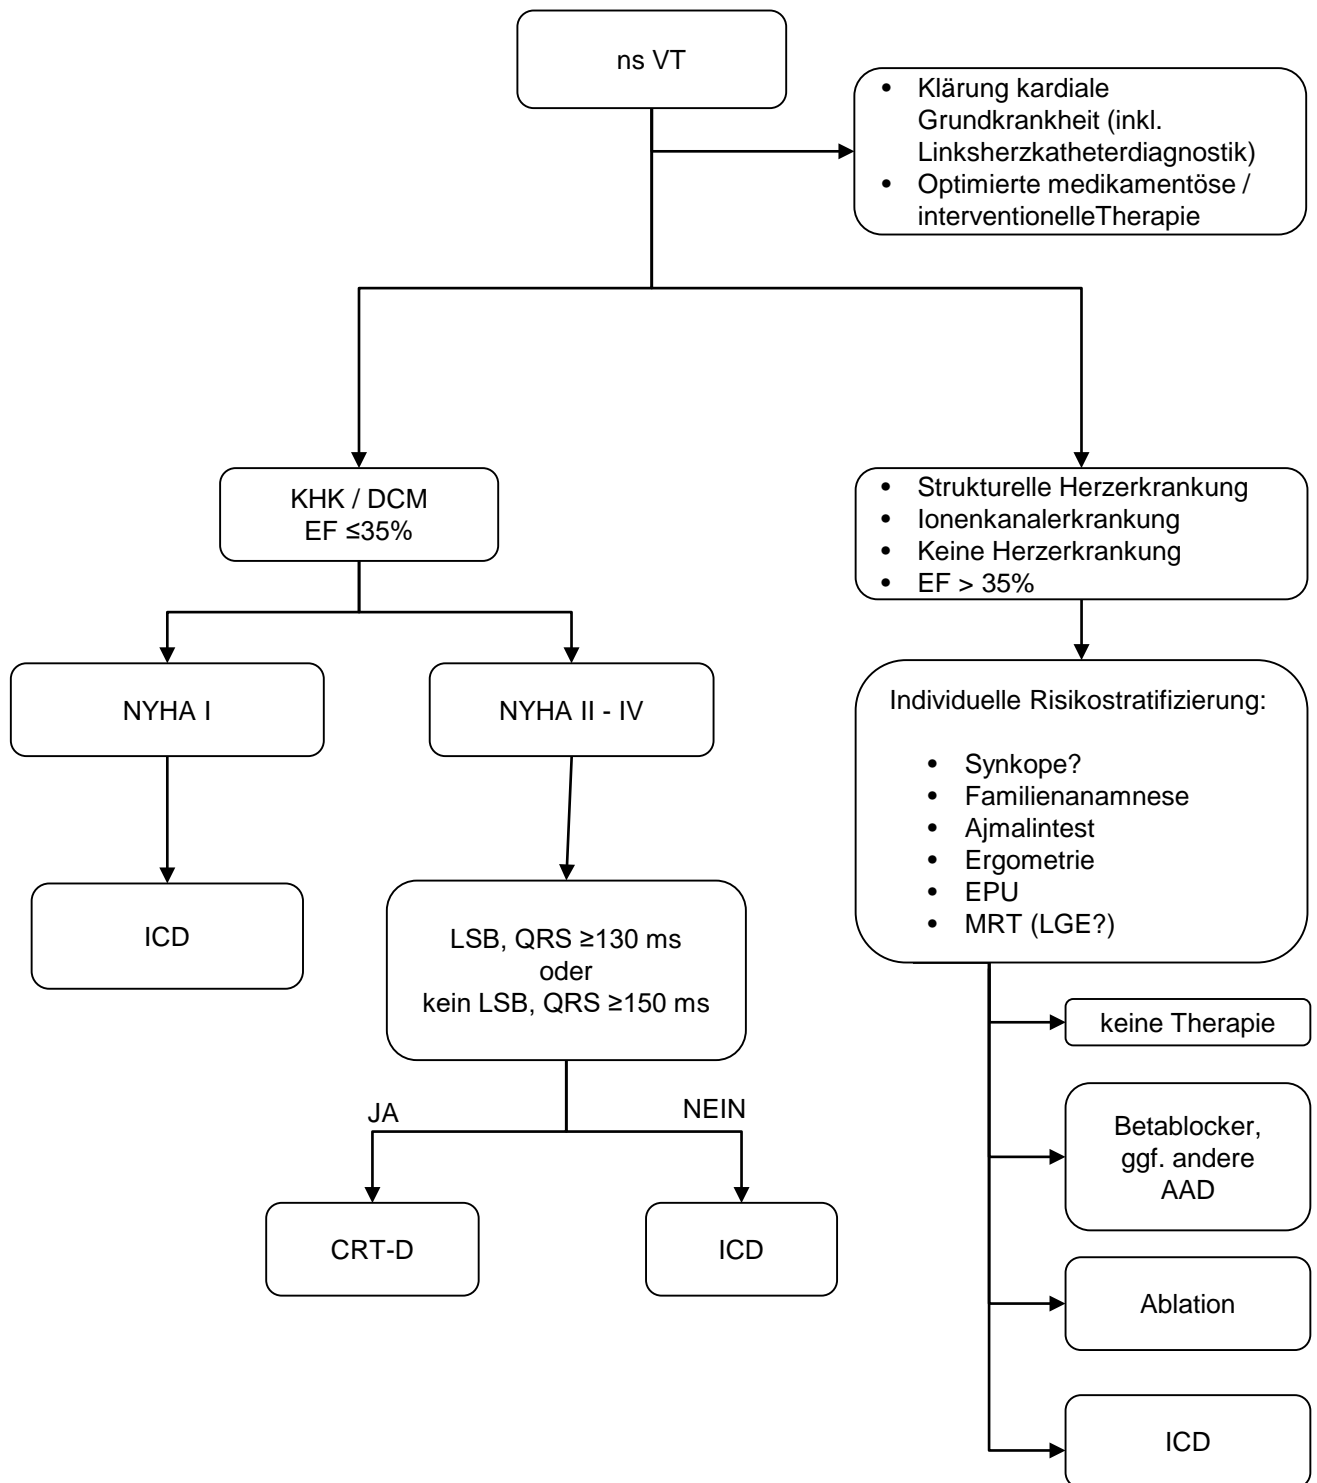 ns VT
• Klärung kardiale
Grundkrankheit (inkl.
Linksherzkatheterdiagnostik)
• Optimierte medikamentöse /
interventionelleTherapie
KHK / DCM
EF ≤35%
• Strukturelle Herzerkrankung
• Ionenkanalerkrankung
• Keine Herzerkrankung
• EF > 35%
NYHA I
NYHA II - IV
Individuelle Risikostratifizierung:
• Synkope?
• Familienanamnese
• Ajmalintest
• Ergometrie
• EPU
• MRT (LGE?)
ICD
LSB, QRS ≥130 ms
oder
kein LSB, QRS ≥150 ms
JA
NEIN
CRT-D
ICD
keine Therapie
Betablocker,
ggf. andere
AAD
Ablation
ICD